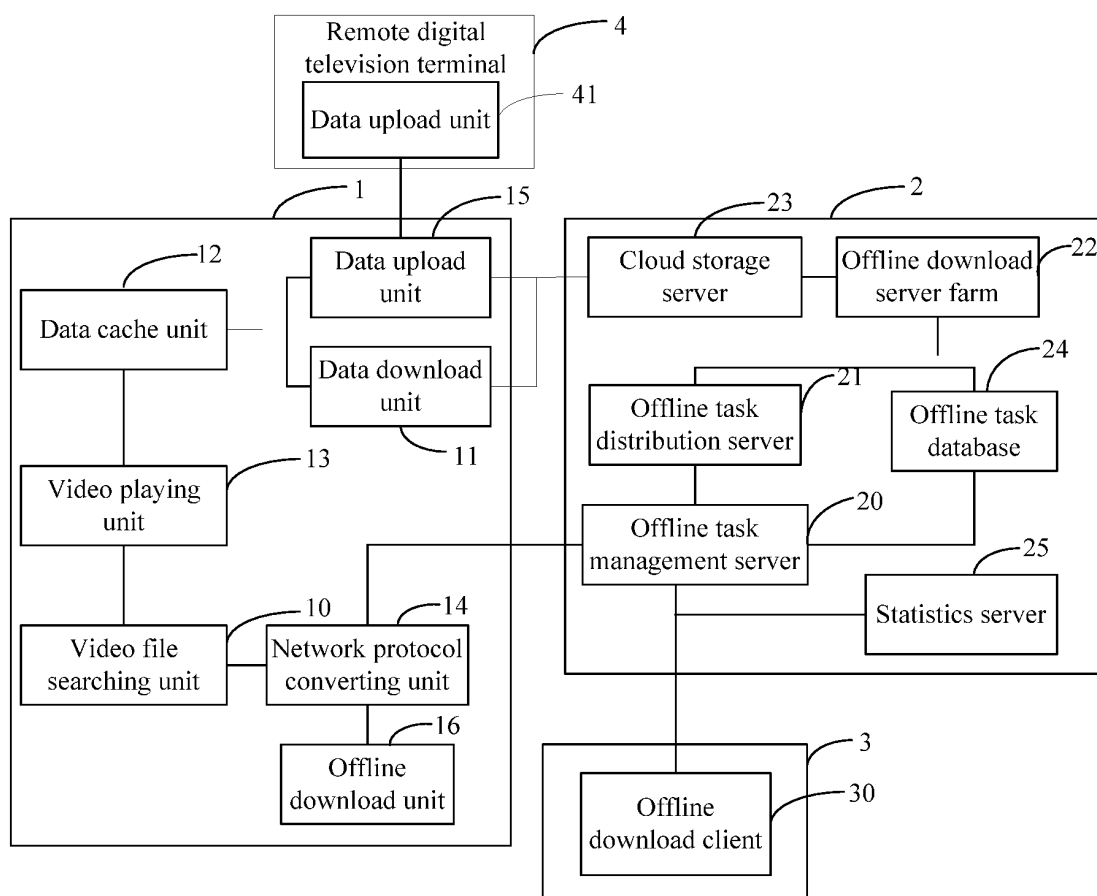 Remote digital
television terminal
4
Data upload unit
41
1
15
Data upload
unit
12
Data cache unit
Data download
unit
11
13
Video playing
unit
10
Video file
searching unit
14
Network protocol
converting unit
16
Offline
download unit
2
23
Cloud storage
server
Offline download
server farm
22
21
Offline task
distribution server
24
Offline task
database
20
Offline task
management server
25
Statistics server
3
30
Offline
download client